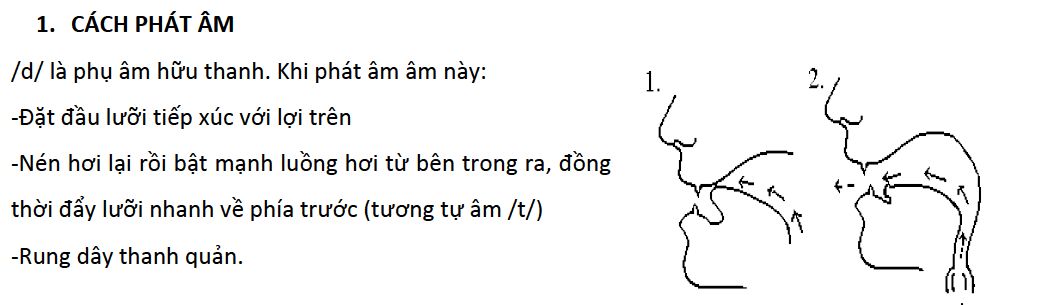 1. CÁCH PHÁT ÂM
/d/ là phụ âm hữu thanh. Khi phát âm âm này:
-Đặt đầu lưỡi tiếp xúc với lợi trên
-Nén hơi lại rồi bật mạnh luồng hơi từ bên trong ra, đồng
thời đẩy lưỡi nhanh về phía trước (tương tự âm /t/)
-Rung dây thanh quản.
1.
2.